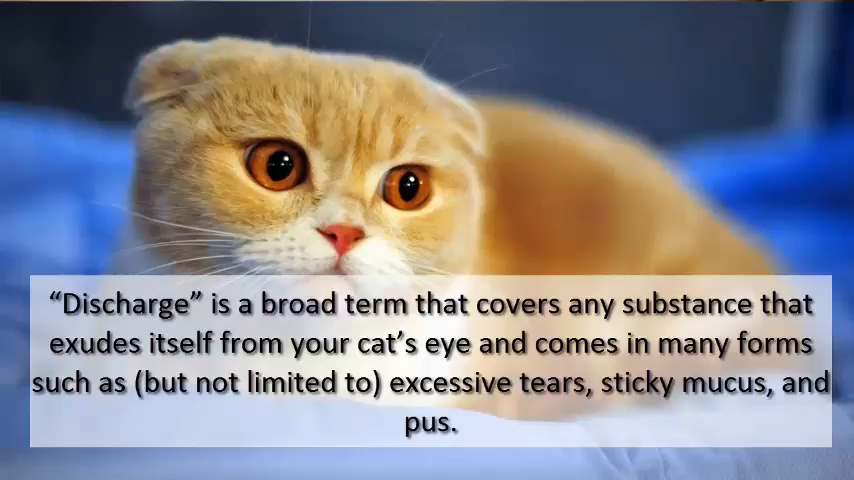 “Discharge” is a broad term that covers any substance that
exudes itself from your cat’s eye and comes in many forms
such as (but not limited to) excessive tears, sticky mucus, and
pus.